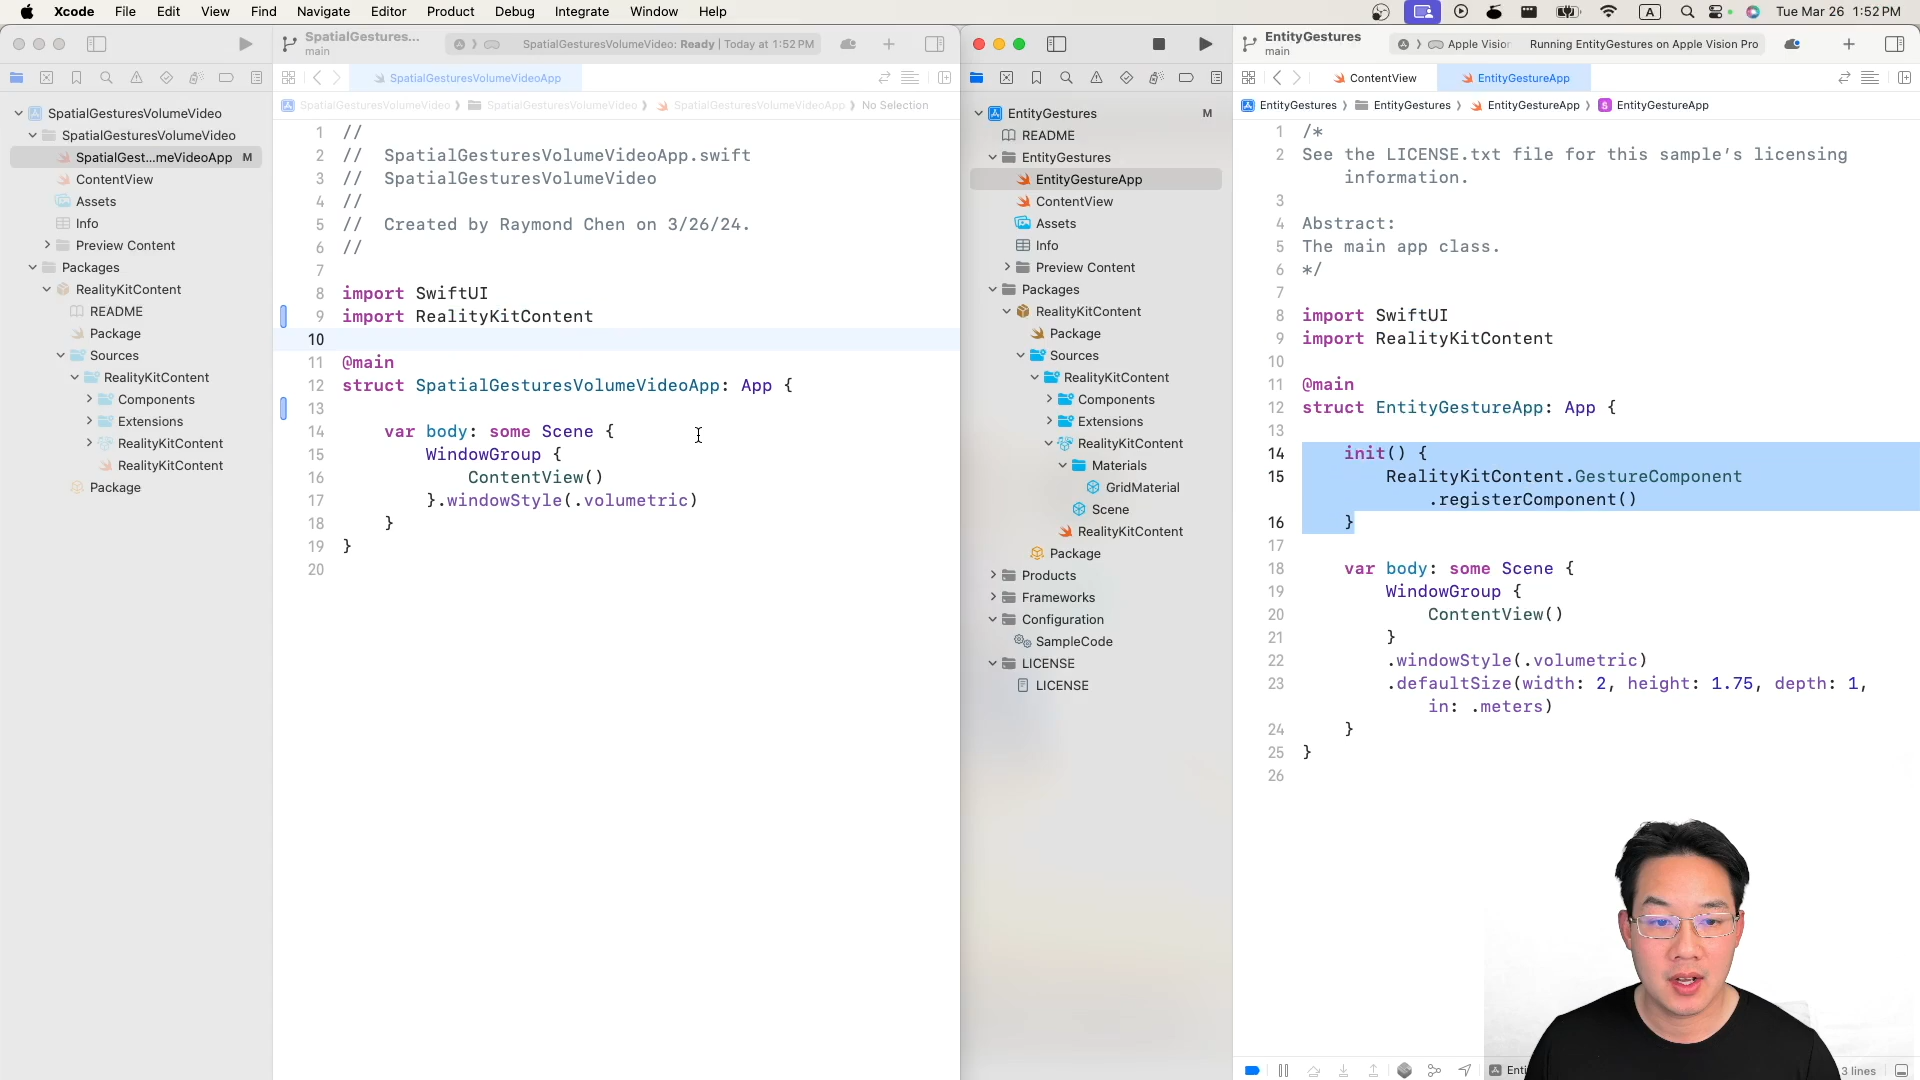 Xcode File Edit View Find Navigate Editor Product Debug Integrate Window Help
A
Tue Mar 26 1:52 PM
SpatialGestures...
main
SpatialGesturesVolumeVideo: Ready | Today at 1:52 PM
SpatialGesturesVolumeVideoApp
SpatialGesturesVolumeVideo
SpatialGesturesVolumeVideo
SpatialGesturesVolumeVideoApp
No Selection
SpatialGesturesVolumeVideo
SpatialGesturesVolumeVideo
SpatialGest...meVideoApp M
ContentView
Assets
Info
Preview Content
Packages
RealityKitContent
README
Package
Sources
RealityKitContent
Components
Extensions
RealityKitContent
RealityKitContent
Package
1 //
2 // SpatialGesturesVolumeVideoApp.swift
3 // SpatialGesturesVolumeVideo
4 //
5 // Created by Raymond Chen on 3/26/24.
6 //
7
8 import SwiftUI
9 import RealityKitContent
10
11 @main
12 struct SpatialGesturesVolumeVideoApp: App {
13
14 var body: some Scene {
15 WindowGroup {
16 ContentView()
17 }.windowStyle(.volumetric)
18 }
19 }
20
EntityGestures
main
Apple Vision
Running EntityGestures on Apple Vision Pro
ContentView
EntityGestureApp
EntityGestures
EntityGestures
EntityGestureApp
EntityGestureApp
EntityGestures M
README
EntityGestures
EntityGestureApp
ContentView
Assets
Info
Preview Content
Packages
RealityKitContent
Package
Sources
RealityKitContent
Components
Extensions
RealityKitContent
Materials
GridMaterial
Scene
RealityKitContent
Package
Products
Frameworks
Configuration
SampleCode
LICENSE
LICENSE
1 /*
2 See the LICENSE.txt file for this sample’s licensing
information.
3
4 Abstract:
5 The main app class.
6 */
7
8 import SwiftUI
9 import RealityKitContent
10
11 @main
12 struct EntityGestureApp: App {
13
14 init() {
15 RealityKitContent.GestureComponent
.registerComponent()
16 }
17
18 var body: some Scene {
19 WindowGroup {
20 ContentView()
21 }
22 .windowStyle(.volumetric)
23 .defaultSize(width: 2, height: 1.75, depth: 1,
in: .meters)
24 }
25 }
26
Enti
3 lines